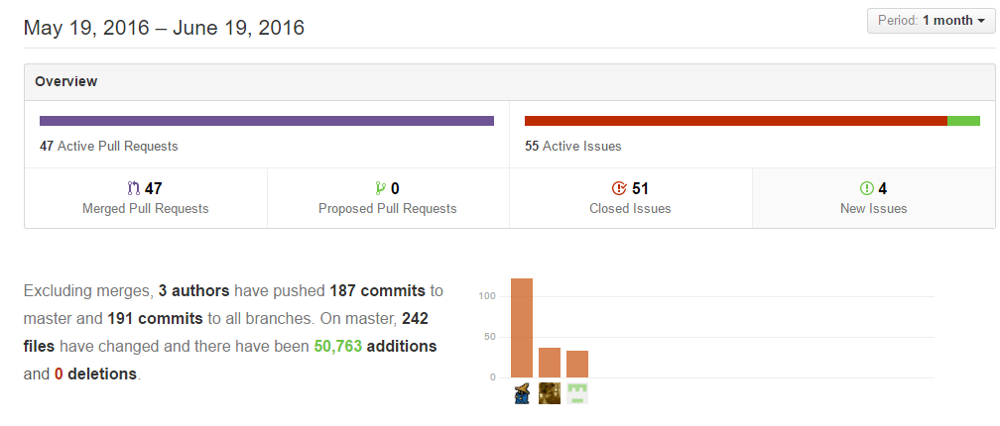 May 19, 2016 – June 19, 2016
Period: 1 month
Overview
47 Active Pull Requests
55 Active Issues
47
Merged Pull Requests
0
Proposed Pull Requests
51
Closed Issues
4
New Issues
Excluding merges, 3 authors have pushed 187 commits to
master and 191 commits to all branches. On master, 242
files have changed and there have been 50,763 additions
and 0 deletions.
100
50
0